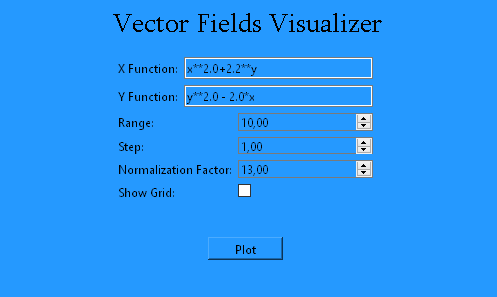 Vector Fields Visualizer
X Function: x**2.0+2.2**y
Y Function: y**2.0 - 2.0*x
Range: 10,00
Step: 1,00
Normalization Factor: 13,00
Show Grid:
Plot